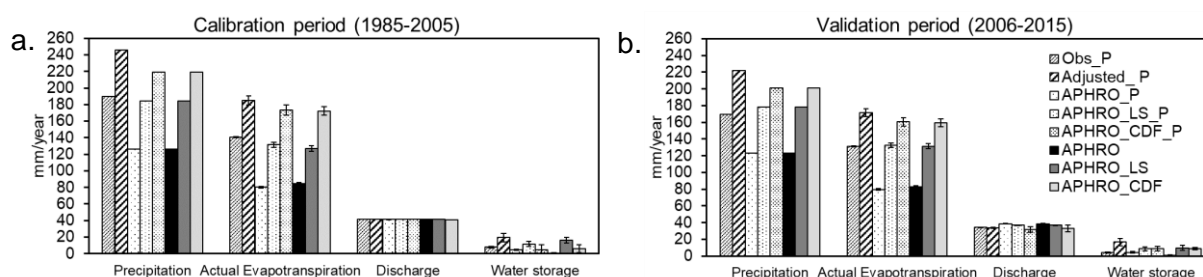 a.
Calibration period (1985-2005)
mm/year
260
240
220
200
180
160
140
120
100
80
60
40
20
0
Precipitation Actual Evapotranspiration Discharge Water storage
b.
Validation period (2006-2015)
mm/year
260
240
220
200
180
160
140
120
100
80
60
40
20
0
Obs_P
Adjusted_P
APHRO_P
APHRO_LS_P
APHRO_CDF_P
APHRO
APHRO_LS
APHRO_CDF
Precipitation Actual Evapotranspiration Discharge Water storage